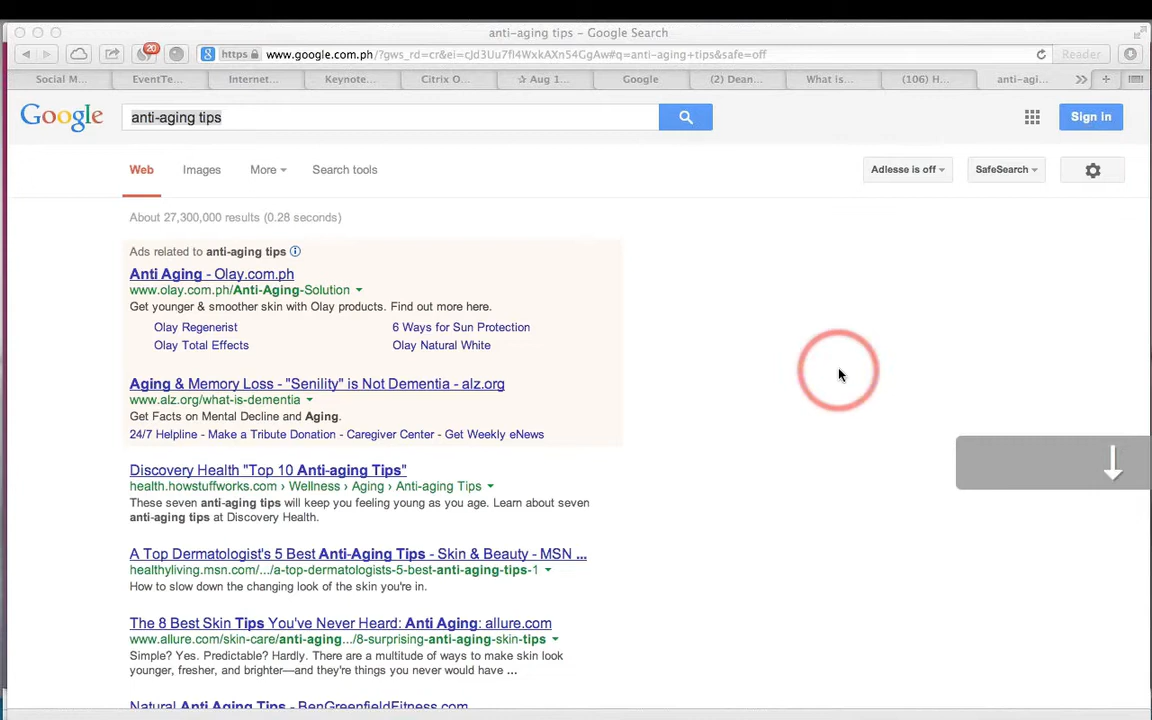 anti-aging tips – Google Search
20
https www.google.com.ph/?gws_rd=cr&ei=cJd3Uu7fI4WxkAXn54GgAw#q=anti-aging+tips&safe=off
Reader
Social M...
EventTe...
Internet...
Keynote...
Citrix O...
☆ Aug 1...
Google
(2) Dean...
What is...
(106) H...
anti-agi...
Google
anti-aging tips
Sign in
Web
Images
More
Search tools
Adlesse is off
SafeSearch
About 27,300,000 results (0.28 seconds)
Ads related to anti-aging tips
Anti Aging - Olay.com.ph
www.olay.com.ph/Anti-Aging-Solution
Get younger & smoother skin with Olay products. Find out more here.
Olay Regenerist 6 Ways for Sun Protection
Olay Total Effects Olay Natural White
Aging & Memory Loss - "Senility" is Not Dementia - alz.org
www.alz.org/what-is-dementia
Get Facts on Mental Decline and Aging.
24/7 Helpline - Make a Tribute Donation - Caregiver Center - Get Weekly eNews
Discovery Health "Top 10 Anti-aging Tips"
health.howstuffworks.com › Wellness › Aging › Anti-aging Tips
These seven anti-aging tips will keep you feeling young as you age. Learn about seven
anti-aging tips at Discovery Health.
A Top Dermatologist's 5 Best Anti-Aging Tips - Skin & Beauty - MSN ...
healthyliving.msn.com/.../a-top-dermatologists-5-best-anti-aging-tips-1
How to slow down the changing look of the skin you're in.
The 8 Best Skin Tips You've Never Heard: Anti Aging: allure.com
www.allure.com/skin-care/anti-aging.../8-surprising-anti-aging-skin-tips
Simple? Yes. Predictable? Hardly. There are a multitude of ways to make skin look
younger, fresher, and brighter—and they're things you never would have ...
Natural Anti Aging Tips - BenGreenfieldFitness.com